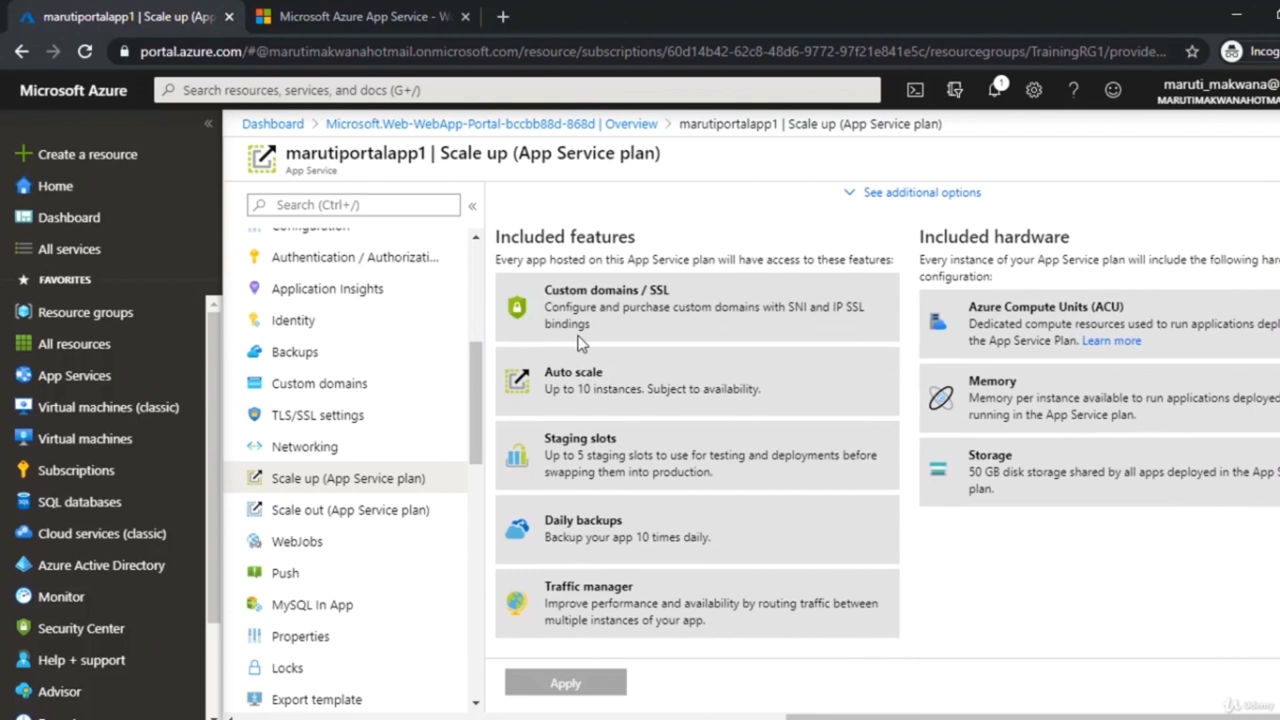 marutiportalapp1 | Scale up (App
Microsoft Azure App Service - W
portal.azure.com/#@marutimakwanahotmail.onmicrosoft.com/resource/subscriptions/60d14b42-62c8-48d6-9772-97f21e841e5c/resourcegroups/TrainingRG1/provide...
Incog
Microsoft Azure
Search resources, services, and docs (G+/)
1
maruti_makwana@
MARUTIMAKWANAHOTM
Dashboard > Microsoft.Web-WebApp-Portal-bccbb88d-868d | Overview > marutiportalapp1 | Scale up (App Service plan)
marutiportalapp1 | Scale up (App Service plan)
App Service
Create a resource
Home
Dashboard
All services
FAVORITES
Resource groups
All resources
App Services
Virtual machines (classic)
Virtual machines
Subscriptions
SQL databases
Cloud services (classic)
Azure Active Directory
Monitor
Security Center
Help + support
Advisor
Search (Ctrl+/)
Configuration
Authentication / Authorizati...
Application Insights
Identity
Backups
Custom domains
TLS/SSL settings
Networking
Scale up (App Service plan)
Scale out (App Service plan)
WebJobs
Push
MySQL In App
Properties
Locks
Export template
See additional options
Included features
Every app hosted on this App Service plan will have access to these features:
Custom domains / SSL
Configure and purchase custom domains with SNI and IP SSL
bindings
Auto scale
Up to 10 instances. Subject to availability.
Staging slots
Up to 5 staging slots to use for testing and deployments before
swapping them into production.
Daily backups
Backup your app 10 times daily.
Traffic manager
Improve performance and availability by routing traffic between
multiple instances of your app.
Included hardware
Every instance of your App Service plan will include the following hard
configuration:
Azure Compute Units (ACU)
Dedicated compute resources used to run applications depl
the App Service Plan. Learn more
Memory
Memory per instance available to run applications deployed
running in the App Service plan.
Storage
50 GB disk storage shared by all apps deployed in the App S
plan.
Apply
Udemy